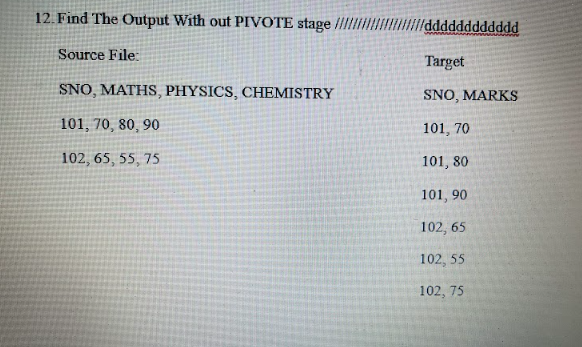 12. Find The Output With out PIVOTE stage ////////////////////dddddddddddd
Source File:
SNO, MATHS, PHYSICS, CHEMISTRY
101, 70, 80, 90
102, 65, 55, 75
Target
SNO, MARKS
101, 70
101, 80
101, 90
102, 65
102, 55
102, 75